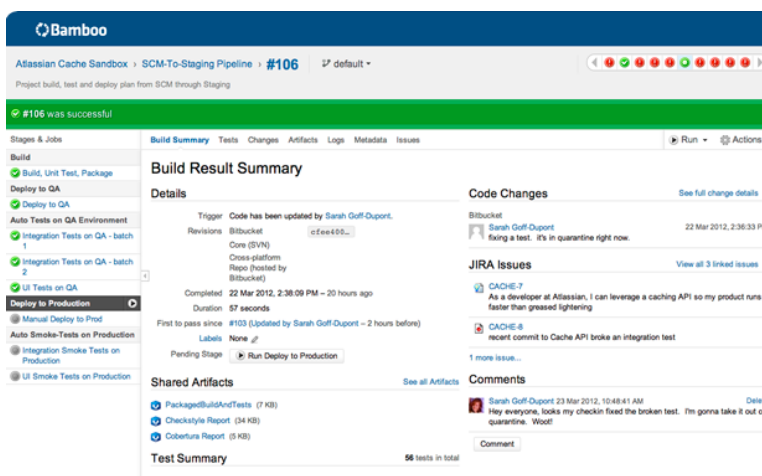 Bamboo
Atlassian Cache Sandbox › SCM-To-Staging Pipeline › #106 default
Project build, test and deploy plan from SCM through Staging
#106 was successful
Stages & Jobs
Build
Build, Unit Test, Package
Deploy to QA
Deploy to QA
Auto Tests on QA Environment
Integration Tests on QA - batch
1
Integration Tests on QA - batch
2
UI Tests on QA
Deploy to Production
Manual Deploy to Prod
Auto Smoke-Tests on Production
Integration Smoke Tests on
Production
UI Smoke Tests on Production
Build Summary Tests Changes Artifacts Logs Metadata Issues
Run Actions
Build Result Summary
Details
Trigger Code has been updated by Sarah Goff-Dupont.
Revisions Bitbucket cfee400…
Core (SVN)
Cross-platform
Repo (hosted by
Bitbucket)
Completed 22 Mar 2012, 2:38:09 PM – 20 hours ago
Duration 57 seconds
First to pass since #103 (Updated by Sarah Goff-Dupont – 2 hours before)
Labels None
Pending Stage Run Deploy to Production
Shared Artifacts See all Artifacts
PackagedBuildAndTests (7 KB)
Checkstyle Report (34 KB)
Cobertura Report (5 KB)
Test Summary 56 tests in total
Code Changes See full change details
Bitbucket
Sarah Goff-Dupont 22 Mar 2012, 2:36:33 P
fixing a test. it's in quarantine right now.
JIRA Issues View all 3 linked issues
CACHE-7
As a developer at Atlassian, I can leverage a caching API so my product runs
faster than greased lightening
CACHE-8
recent commit to Cache API broke an integration test
1 more issue…
Comments
Sarah Goff-Dupont 23 Mar 2012, 10:48:41 AM Dele
Hey everyone, looks my checkin fixed the broken test. I'm gonna take it out o
quarantine. Woot!
Comment